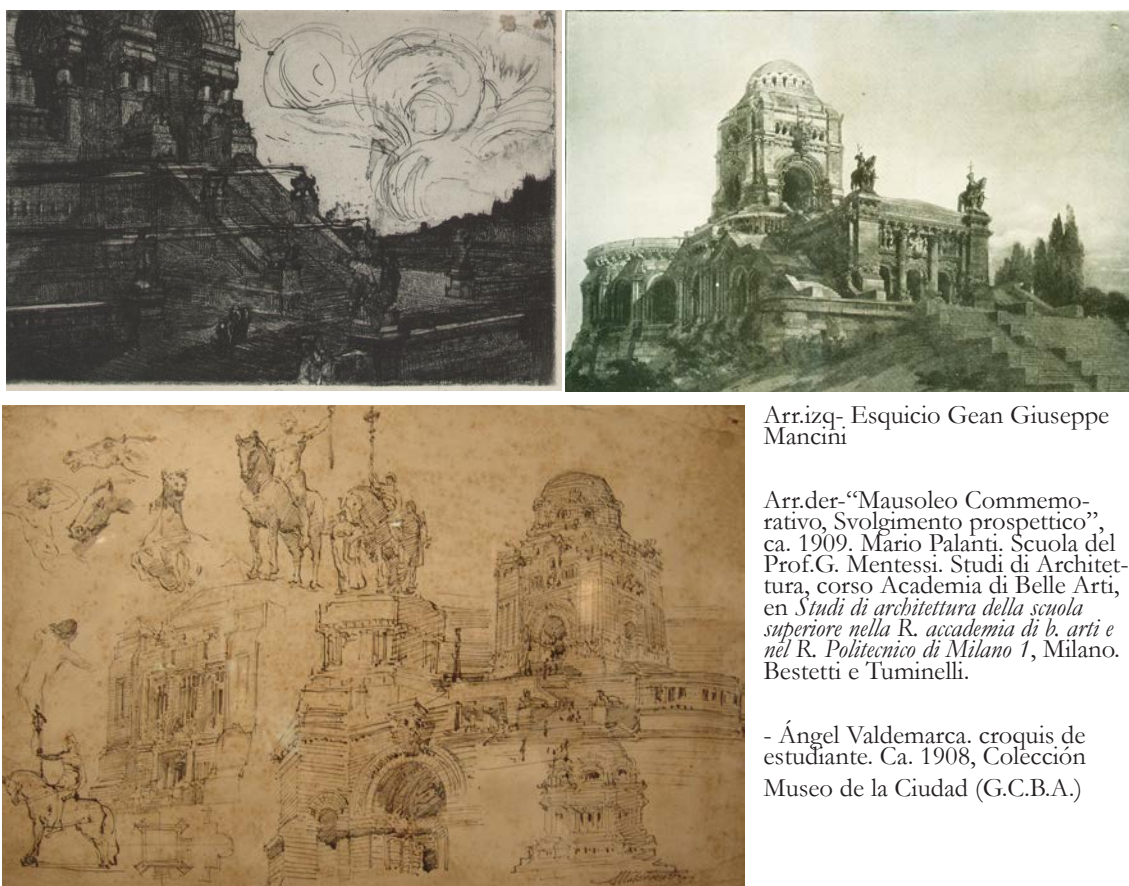 Arr.izq- Esquicio Gean Giuseppe
Mancini
Arr.der-“Mausoleo Commemo-
rativo, Svolgimento prospettico”,
ca. 1909. Mario Palanti. Scuola del
Prof.G. Mentessi. Studi di Architet-
tura, corso Academia di Belle Arti,
en Studi di architettura della scuola
superiore nella R. accademia di b. arti e
nel R. Politecnico di Milano 1, Milano.
Bestetti e Tuminelli.
- Ángel Valdemarca. croquis de
estudiante. Ca. 1908, Colección
Museo de la Ciudad (G.C.B.A.)